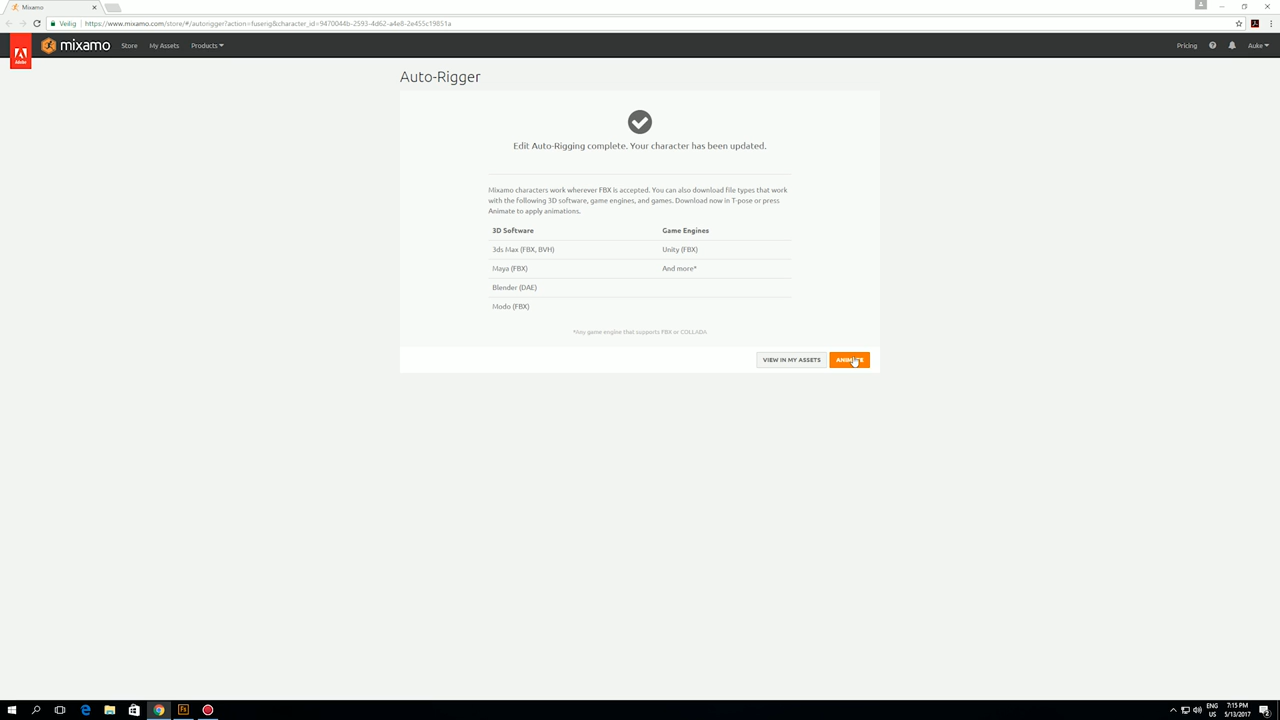 Mixamo
Veilig
https://www.mixamo.com/store/#/autorigger?action=fuserig&character_id=9470044b-2593-4d62-a4e8-2e455c19851a
Adobe
mixamo
Store
My Assets
Products
Pricing
Auke
Auto-Rigger
Edit Auto-Rigging complete. Your character has been updated.
Mixamo characters work wherever FBX is accepted. You can also download file types that work
with the following 3D software, game engines, and games. Download now in T-pose or press
Animate to apply animations.
3D Software
Game Engines
3ds Max (FBX, BVH)
Unity (FBX)
Maya (FBX)
And more*
Blender (DAE)
Modo (FBX)
*Any game engine that supports FBX or COLLADA
VIEW IN MY ASSETS
ANIMATE
Fs
ENG
US
7:15 PM
5/13/2017
2